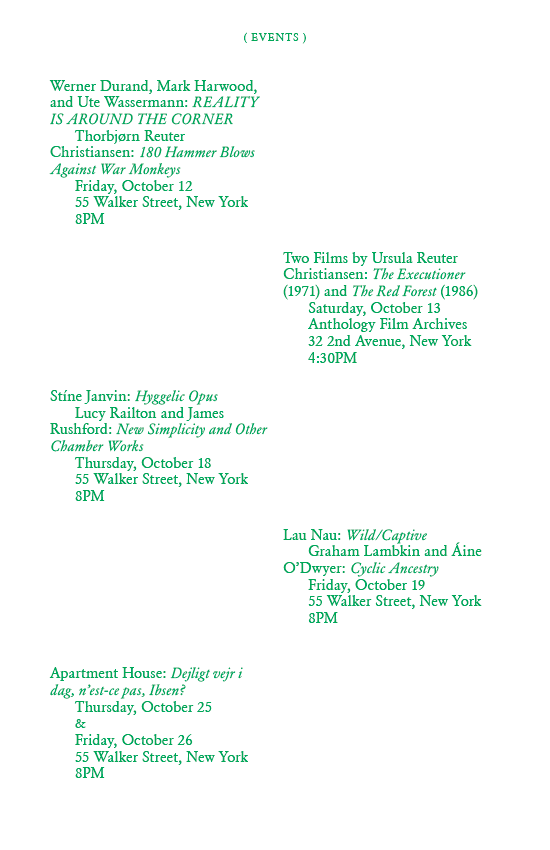 ( EVENTS )
Werner Durand, Mark Harwood,
and Ute Wassermann: REALITY
IS AROUND THE CORNER
Thorbjørn Reuter
Christiansen: 180 Hammer Blows
Against War Monkeys
Friday, October 12
55 Walker Street, New York
8PM
Two Films by Ursula Reuter
Christiansen: The Executioner
(1971) and The Red Forest (1986)
Saturday, October 13
Anthology Film Archives
32 2nd Avenue, New York
4:30PM
Stíne Janvin: Hyggelic Opus
Lucy Railton and James
Rushford: New Simplicity and Other
Chamber Works
Thursday, October 18
55 Walker Street, New York
8PM
Lau Nau: Wild/Captive
Graham Lambkin and Áine
O’Dwyer: Cyclic Ancestry
Friday, October 19
55 Walker Street, New York
8PM
Apartment House: Dejligt vejr i
dag, n’est-ce pas, Ibsen?
Thursday, October 25
&
Friday, October 26
55 Walker Street, New York
8PM